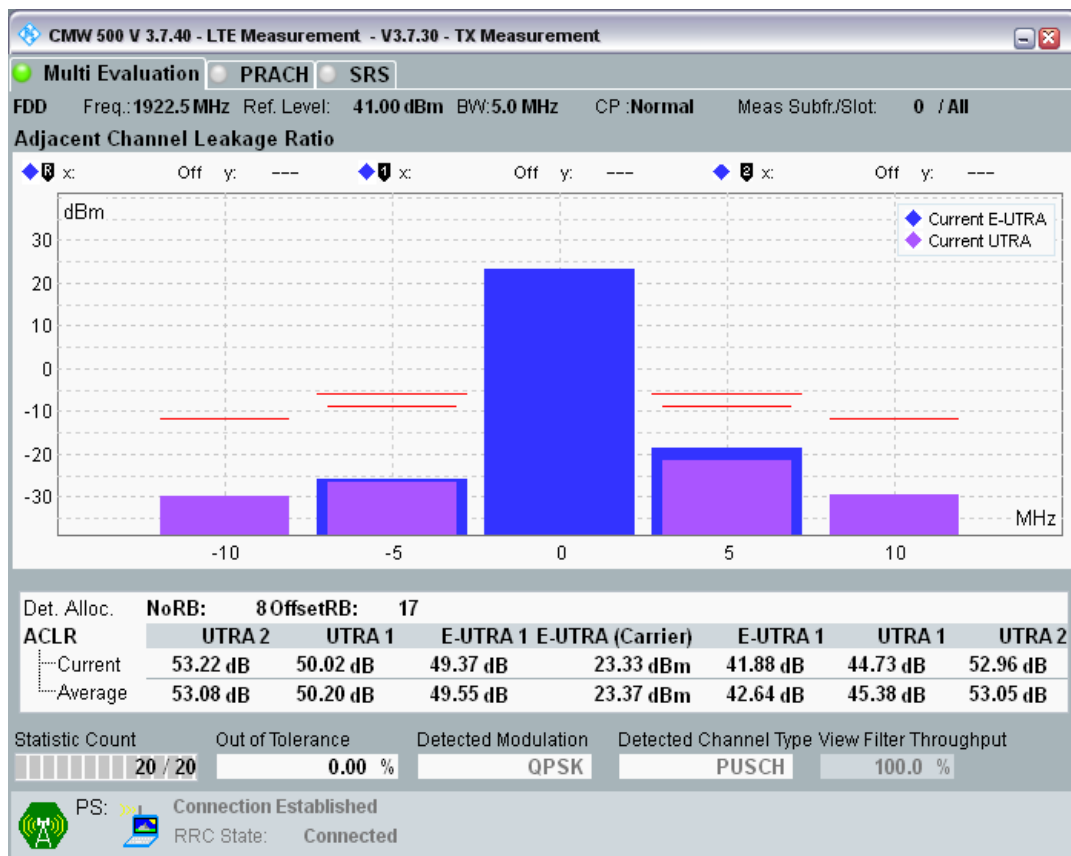 CMW 500 V 3.7.40 - LTE Measurement - V3.7.30 - TX Measurement
Multi Evaluation PRACH SRS
FDD Freq.:1922.5 MHz Ref. Level: 41.00 dBm BW:5.0 MHz CP :Normal Meas Subfr./Slot: 0 / All
Adjacent Channel Leakage Ratio
R x: Off y: --- 1 x: Off y: --- 2 x: Off y: ---
dBm
Current E-UTRA
Current UTRA
30
20
10
0
-10
-20
-30
MHz
-10 -5 0 5 10
Det. Alloc. NoRB: 8 OffsetRB: 17
ACLR UTRA 2 UTRA 1 E-UTRA 1 E-UTRA (Carrier) E-UTRA 1 UTRA 1 UTRA 2
Current 53.22 dB 50.02 dB 49.37 dB 23.33 dBm 41.88 dB 44.73 dB 52.96 dB
Average 53.08 dB 50.20 dB 49.55 dB 23.37 dBm 42.64 dB 45.38 dB 53.05 dB
Statistic Count Out of Tolerance Detected Modulation Detected Channel Type View Filter Throughput
20 / 20 0.00 % QPSK PUSCH 100.0 %
PS: Connection Established
RRC State: Connected